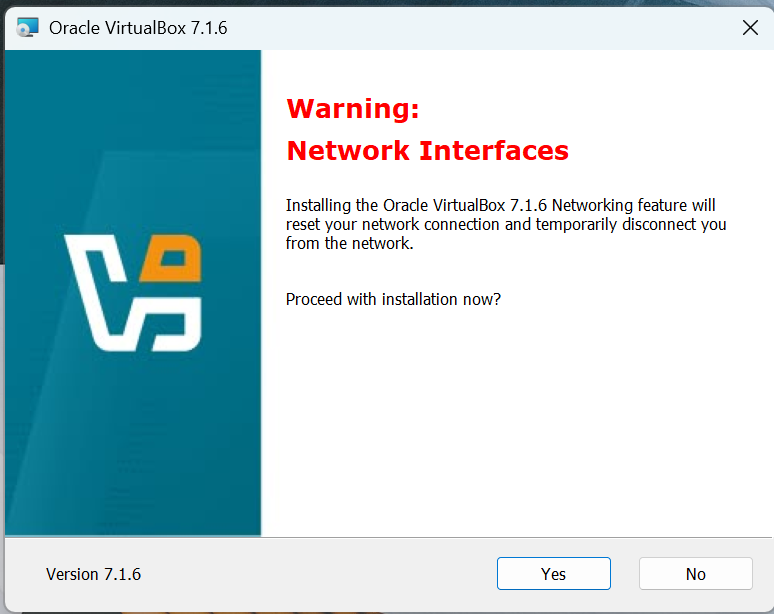 Oracle VirtualBox 7.1.6
Warning:
Network Interfaces
Installing the Oracle VirtualBox 7.1.6 Networking feature will
reset your network connection and temporarily disconnect you
from the network.
Proceed with installation now?
Version 7.1.6
Yes
No